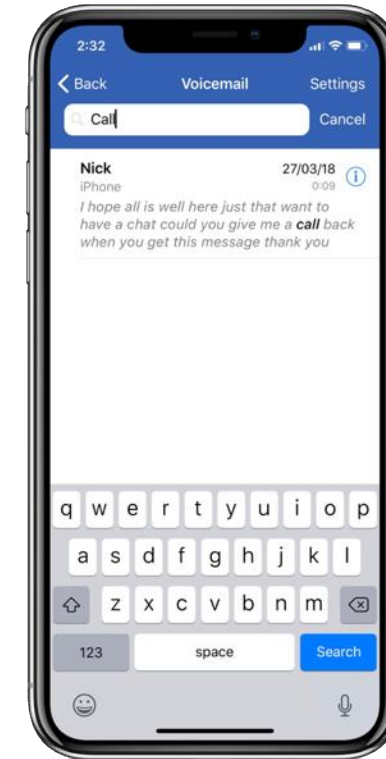 2:32
Back Voicemail Settings
Call Cancel
Nick 27/03/18
iPhone 0:09
I hope all is well here just that want to
have a chat could you give me a call back
when you get this message thank you
q w e r t y u i o p
a s d f g h j k l
z x c v b n m
123 space Search